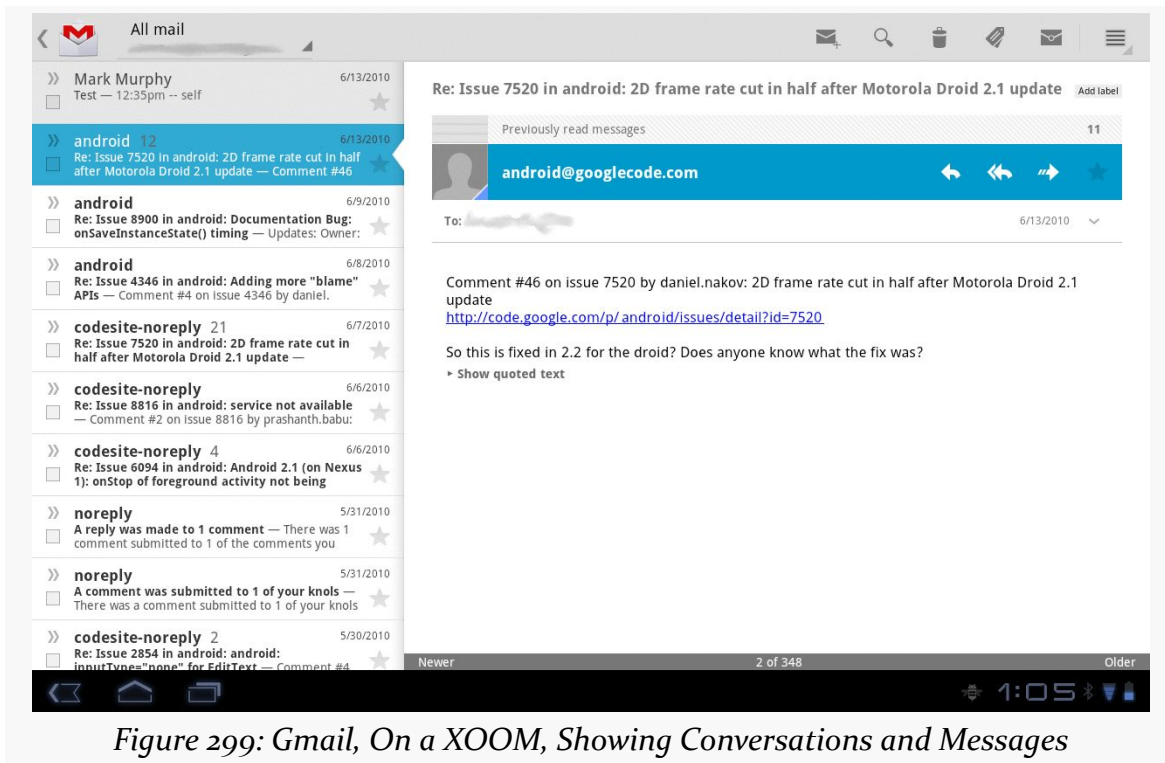 All mail
Mark Murphy 6/13/2010
Test — 12:35pm -- self
android 12 6/13/2010
Re: Issue 7520 in android: 2D frame rate cut in half
after Motorola Droid 2.1 update — Comment #46
android 6/9/2010
Re: Issue 8900 in android: Documentation Bug:
onSaveInstanceState() timing — Updates: Owner:
android 6/8/2010
Re: Issue 4346 in android: Adding more "blame"
APIs — Comment #4 on issue 4346 by daniel.
codesite-noreply 21 6/7/2010
Re: Issue 7520 in android: 2D frame rate cut in
half after Motorola Droid 2.1 update —
codesite-noreply 6/6/2010
Re: Issue 8816 in android: service not available
— Comment #2 on issue 8816 by prashanth.babu:
codesite-noreply 4 6/6/2010
Re: Issue 6094 in android: Android 2.1 (on Nexus
1): onStop of foreground activity not being
noreply 5/31/2010
A reply was made to 1 comment — There was 1
comment submitted to 1 of the comments you
noreply 5/31/2010
A comment was submitted to 1 of your knols —
There was a comment submitted to 1 of your knols
codesite-noreply 2 5/30/2010
Re: Issue 2854 in android: android:
inputType="none" for EditText — Comment #4
Re: Issue 7520 in android: 2D frame rate cut in half after Motorola Droid 2.1 update Add label
Previously read messages 11
android@googlecode.com
To: 6/13/2010
Comment #46 on issue 7520 by daniel.nakov: 2D frame rate cut in half after Motorola Droid 2.1
update
http://code.google.com/p/ android/issues/detail?id=7520
So this is fixed in 2.2 for the droid? Does anyone know what the fix was?
▸ Show quoted text
Newer 2 of 348 Older
1:05
Figure 299: Gmail, On a XOOM, Showing Conversations and Messages